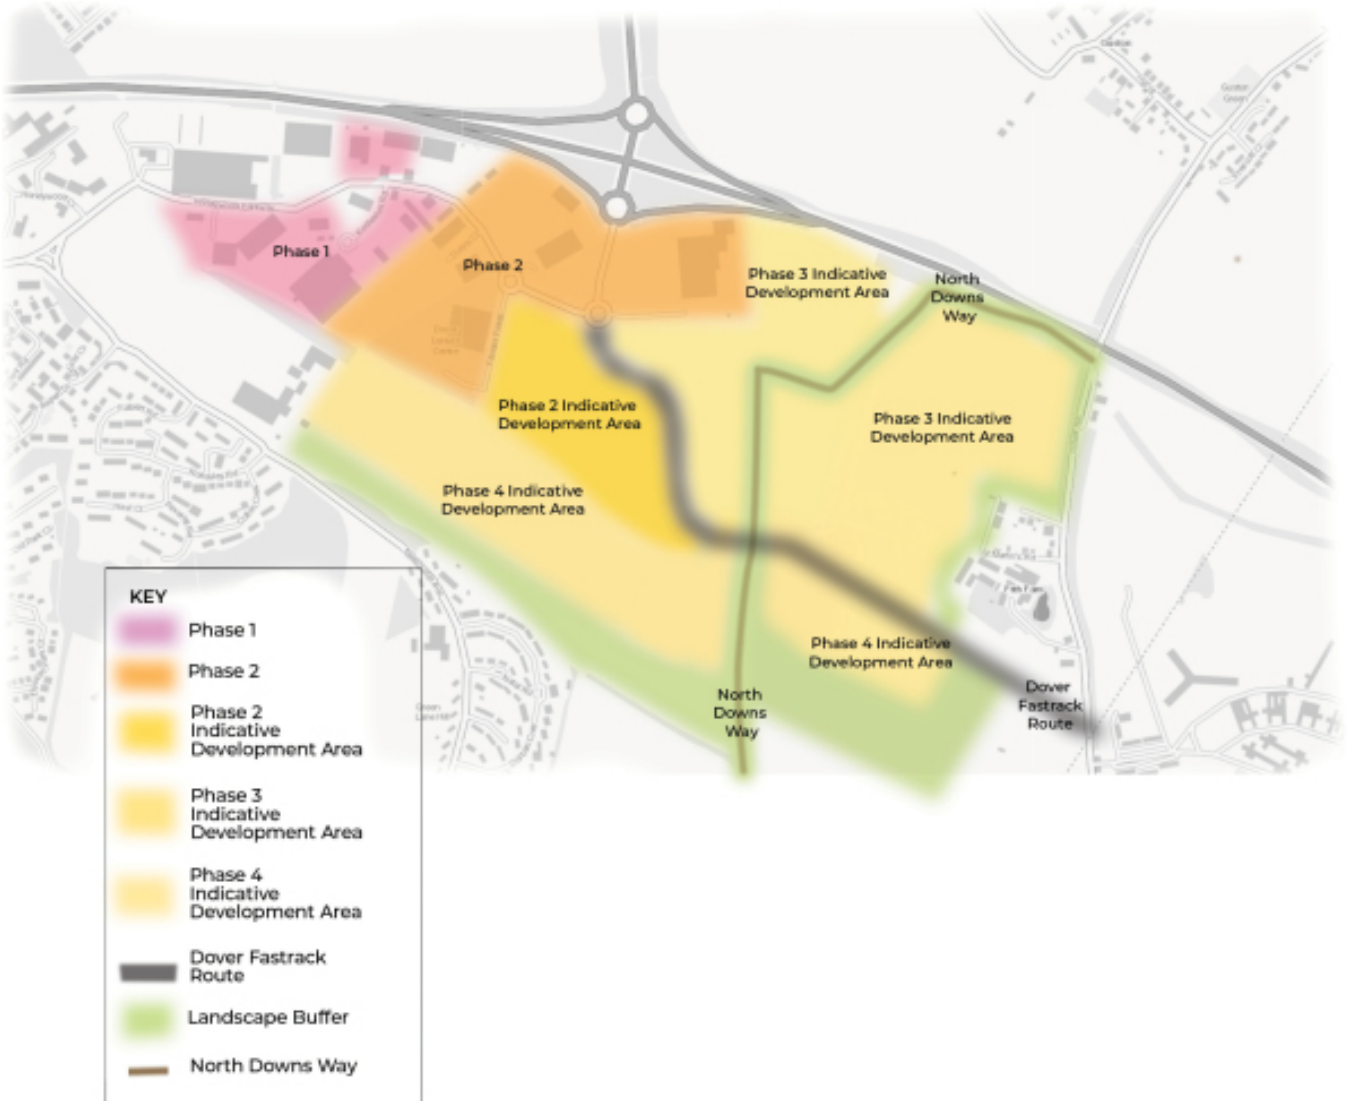 Guston
Guston
Green
Phase 1
Phase 2
Phase 3 Indicative
Development Area
North
Downs
Way
Phase 2 Indicative
Development Area
Phase 3 Indicative
Development Area
Phase 4 Indicative
Development Area
Phase 4 Indicative
Development Area
North
Downs
Way
Dover
Fastrack
Route
KEY
Phase 1
Phase 2
Phase 2
Indicative
Development Area
Phase 3
Indicative
Development Area
Phase 4
Indicative
Development Area
Dover Fastrack
Route
Landscape Buffer
North Downs Way